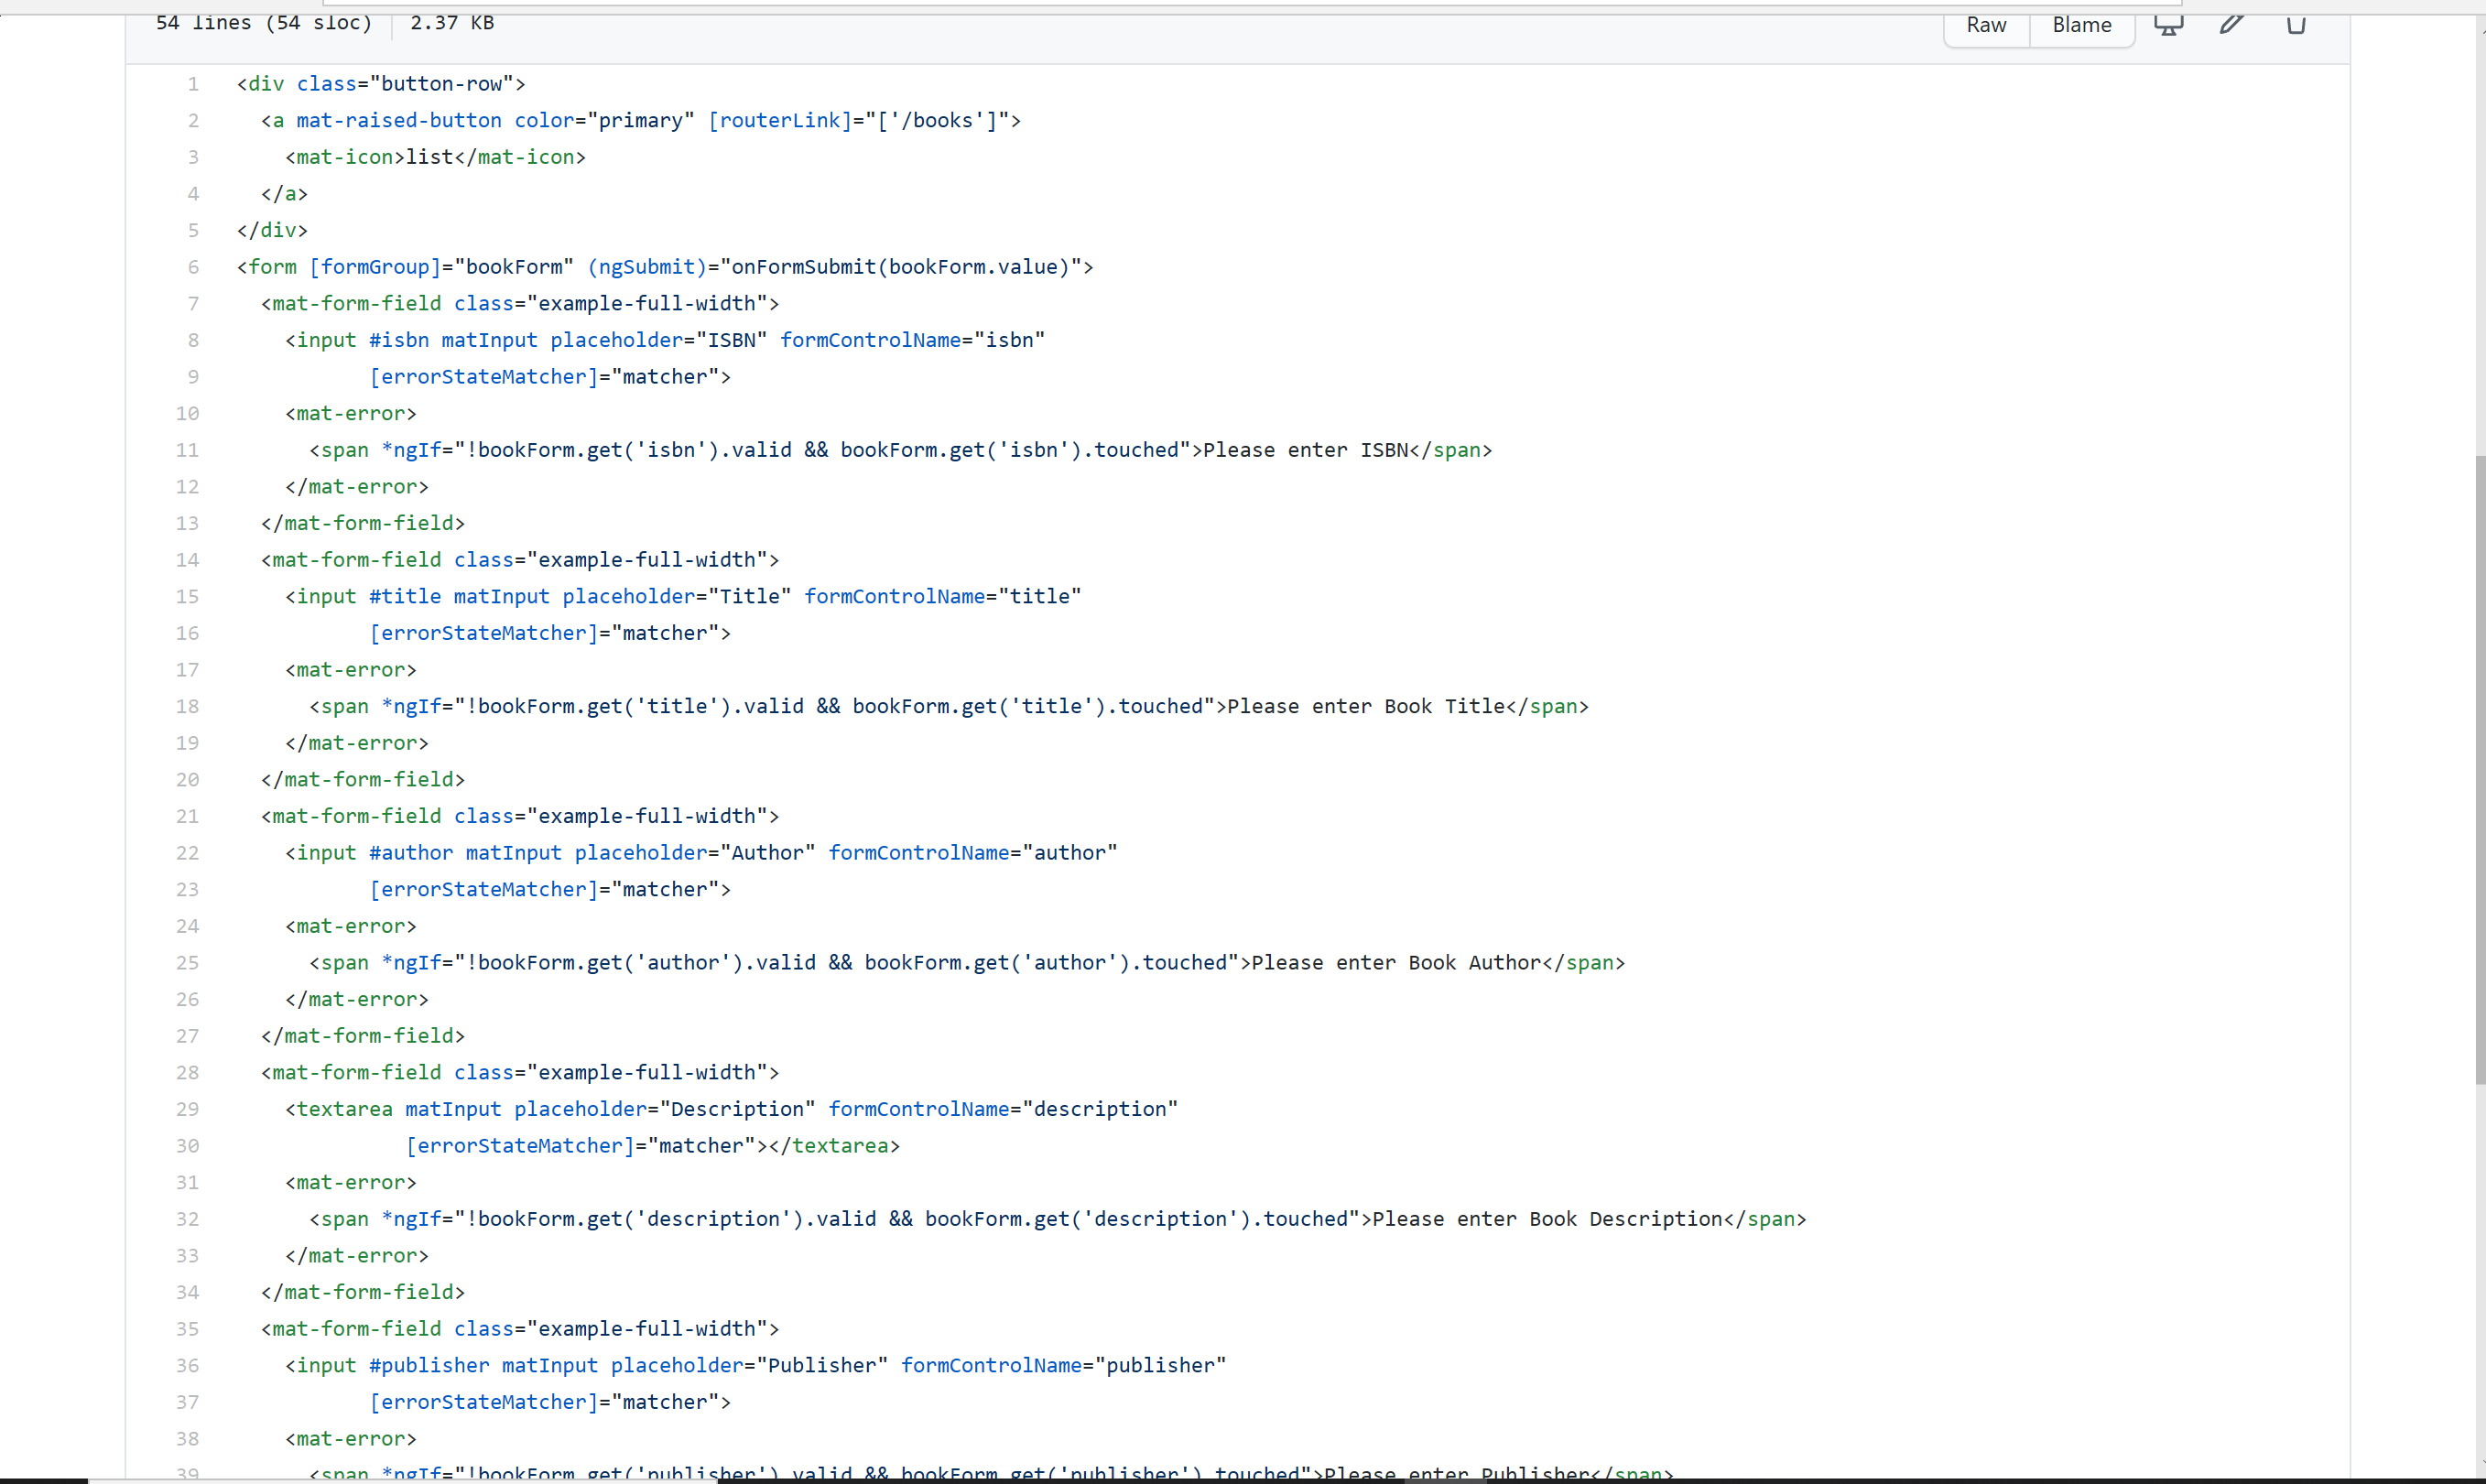 54 lines (54 sloc) 2.37 KB Raw Blame
1 <div class="button-row">
2   <a mat-raised-button color="primary" [routerLink]="['/books']">
3     <mat-icon>list</mat-icon>
4   </a>
5 </div>
6 <form [formGroup]="bookForm" (ngSubmit)="onFormSubmit(bookForm.value)">
7   <mat-form-field class="example-full-width">
8     <input #isbn matInput placeholder="ISBN" formControlName="isbn"
9            [errorStateMatcher]="matcher">
10     <mat-error>
11       <span *ngIf="!bookForm.get('isbn').valid && bookForm.get('isbn').touched">Please enter ISBN</span>
12     </mat-error>
13   </mat-form-field>
14   <mat-form-field class="example-full-width">
15     <input #title matInput placeholder="Title" formControlName="title"
16            [errorStateMatcher]="matcher">
17     <mat-error>
18       <span *ngIf="!bookForm.get('title').valid && bookForm.get('title').touched">Please enter Book Title</span>
19     </mat-error>
20   </mat-form-field>
21   <mat-form-field class="example-full-width">
22     <input #author matInput placeholder="Author" formControlName="author"
23            [errorStateMatcher]="matcher">
24     <mat-error>
25       <span *ngIf="!bookForm.get('author').valid && bookForm.get('author').touched">Please enter Book Author</span>
26     </mat-error>
27   </mat-form-field>
28   <mat-form-field class="example-full-width">
29     <textarea matInput placeholder="Description" formControlName="description"
30               [errorStateMatcher]="matcher"></textarea>
31     <mat-error>
32       <span *ngIf="!bookForm.get('description').valid && bookForm.get('description').touched">Please enter Book Description</span>
33     </mat-error>
34   </mat-form-field>
35   <mat-form-field class="example-full-width">
36     <input #publisher matInput placeholder="Publisher" formControlName="publisher"
37            [errorStateMatcher]="matcher">
38     <mat-error>
39       <span *ngIf="!bookForm.get('publisher').valid && bookForm.get('publisher').touched">Please enter Publisher</span>